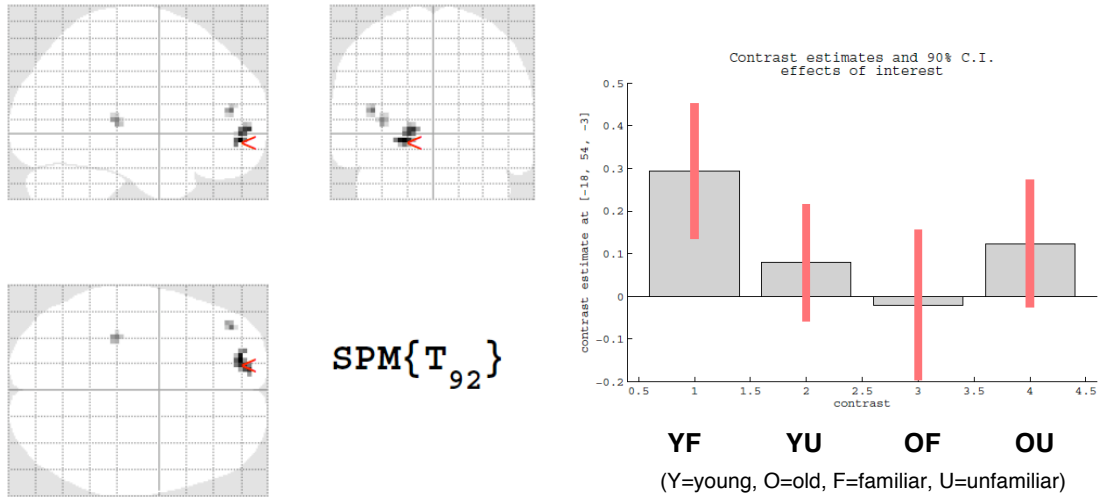 SPM{T92}
Contrast estimates and 90% C.I.
effects of interest
contrast estimate at [-18, 54, -3]
0.5
0.4
0.3
0.2
0.1
0
-0.1
-0.2
0.5 1 1.5 2 2.5 3 3.5 4 4.5
contrast
YF YU OF OU
(Y=young, O=old, F=familiar, U=unfamiliar)